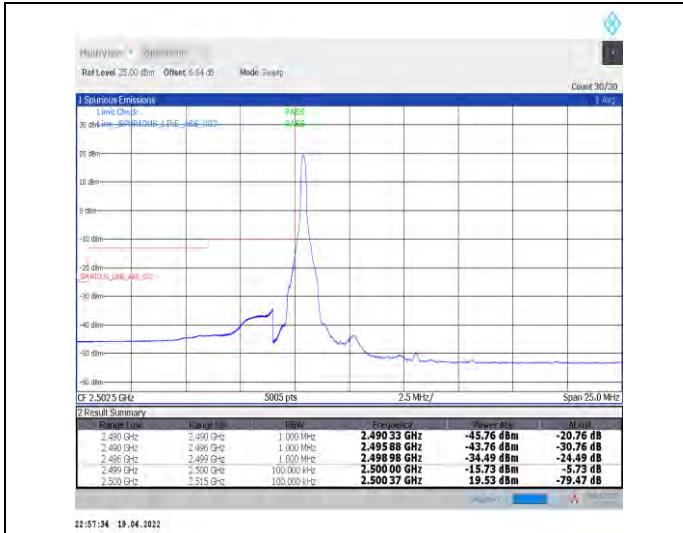 MultiView
Ref Level 25.00 dBm Offset 6.64 dB Mode Sweep
Count 30/30
1 Spurious Emissions 1 Avg
Limit Check PASS
30 dBm Line _SPURIOUS_LINE_ABS_002 PASS
20 dBm
10 dBm
0 dBm
-10 dBm
-20 dBm
_SPURIOUS_LINE_ABS_002
-30 dBm
-40 dBm
-50 dBm
-60 dBm
CF 2.5025 GHz 5005 pts 2.5 MHz/ Span 25.0 MHz
2 Result Summary
Range Low Range Up RBW Frequency Power Abs ΔLimit
2.490 GHz 2.490 GHz 1.000 MHz 2.490 33 GHz -45.76 dBm -20.76 dB
2.490 GHz 2.496 GHz 1.000 MHz 2.495 88 GHz -43.76 dBm -30.76 dB
2.496 GHz 2.499 GHz 1.000 MHz 2.498 98 GHz -34.49 dBm -24.49 dB
2.499 GHz 2.500 GHz 100.000 kHz 2.500 00 GHz -15.73 dBm -5.73 dB
2.500 GHz 2.515 GHz 100.000 kHz 2.500 37 GHz 19.53 dBm -79.47 dB
22:57:34 19.04.2022